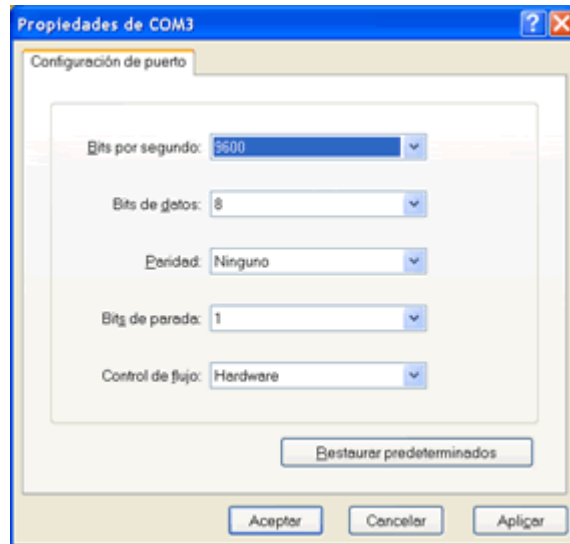 Propiedades de COM3
Configuración de puerto
Bits por segundo: 9600
Bits de datos: 8
Paridad: Ninguno
Bits de parada: 1
Control de flujo: Hardware
Restaurar predeterminados
Aceptar Cancelar Aplicar